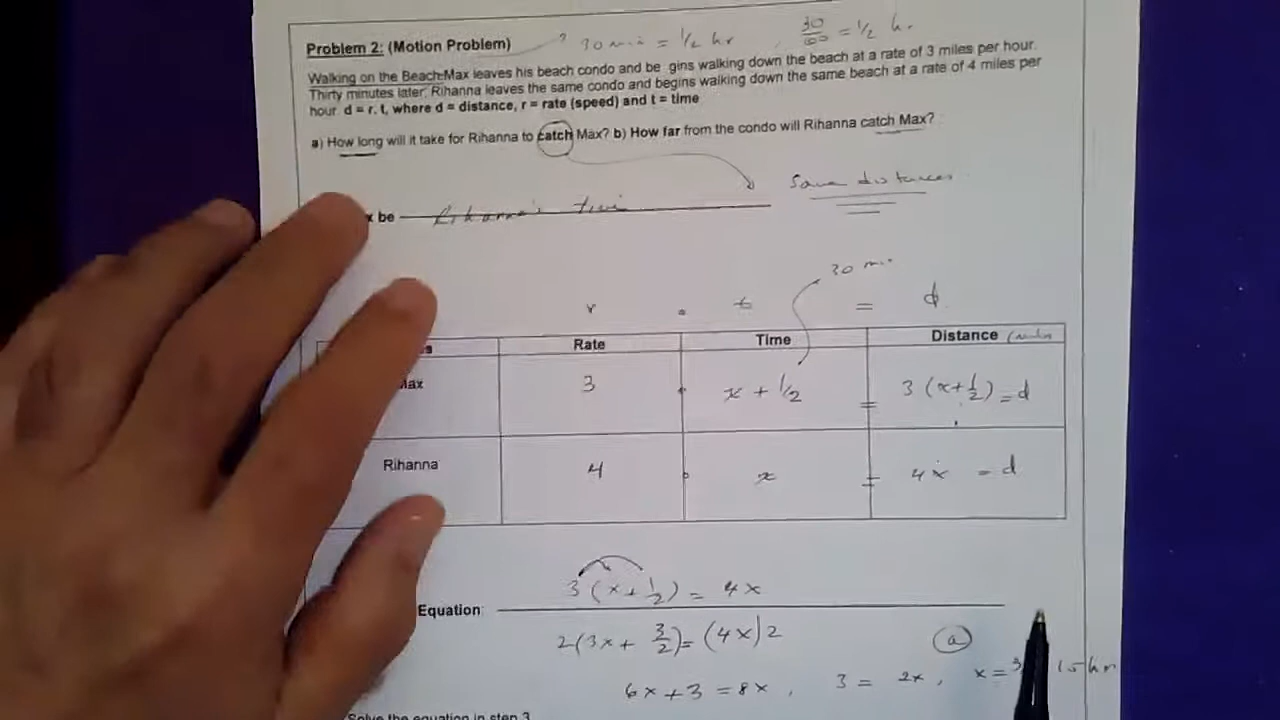 30 min = 1/2 hr , 30/60 = 1/2 hr
Problem 2: (Motion Problem)
Walking on the Beach-Max leaves his beach condo and be gins walking down the beach at a rate of 3 miles per hour.
Thirty minutes later, Rihanna leaves the same condo and begins walking down the same beach at a rate of 4 miles per
hour. d = r. t, where d = distance, r = rate (speed) and t = time
a) How long will it take for Rihanna to catch Max? b) How far from the condo will Rihanna catch Max?
Same distances
x be Rihanna's time
30 min
r . t = d
Rate Time Distance
Max 3 x + 1/2 = 3 (x + 1/2) = d
Rihanna 4 x = 4x = d
3 (x + 1/2) = 4x
Equation:
2(3x + 3/2) = (4x)2
a
6x + 3 = 8x , 3 = 2x , x =
Solve the equation in step 3